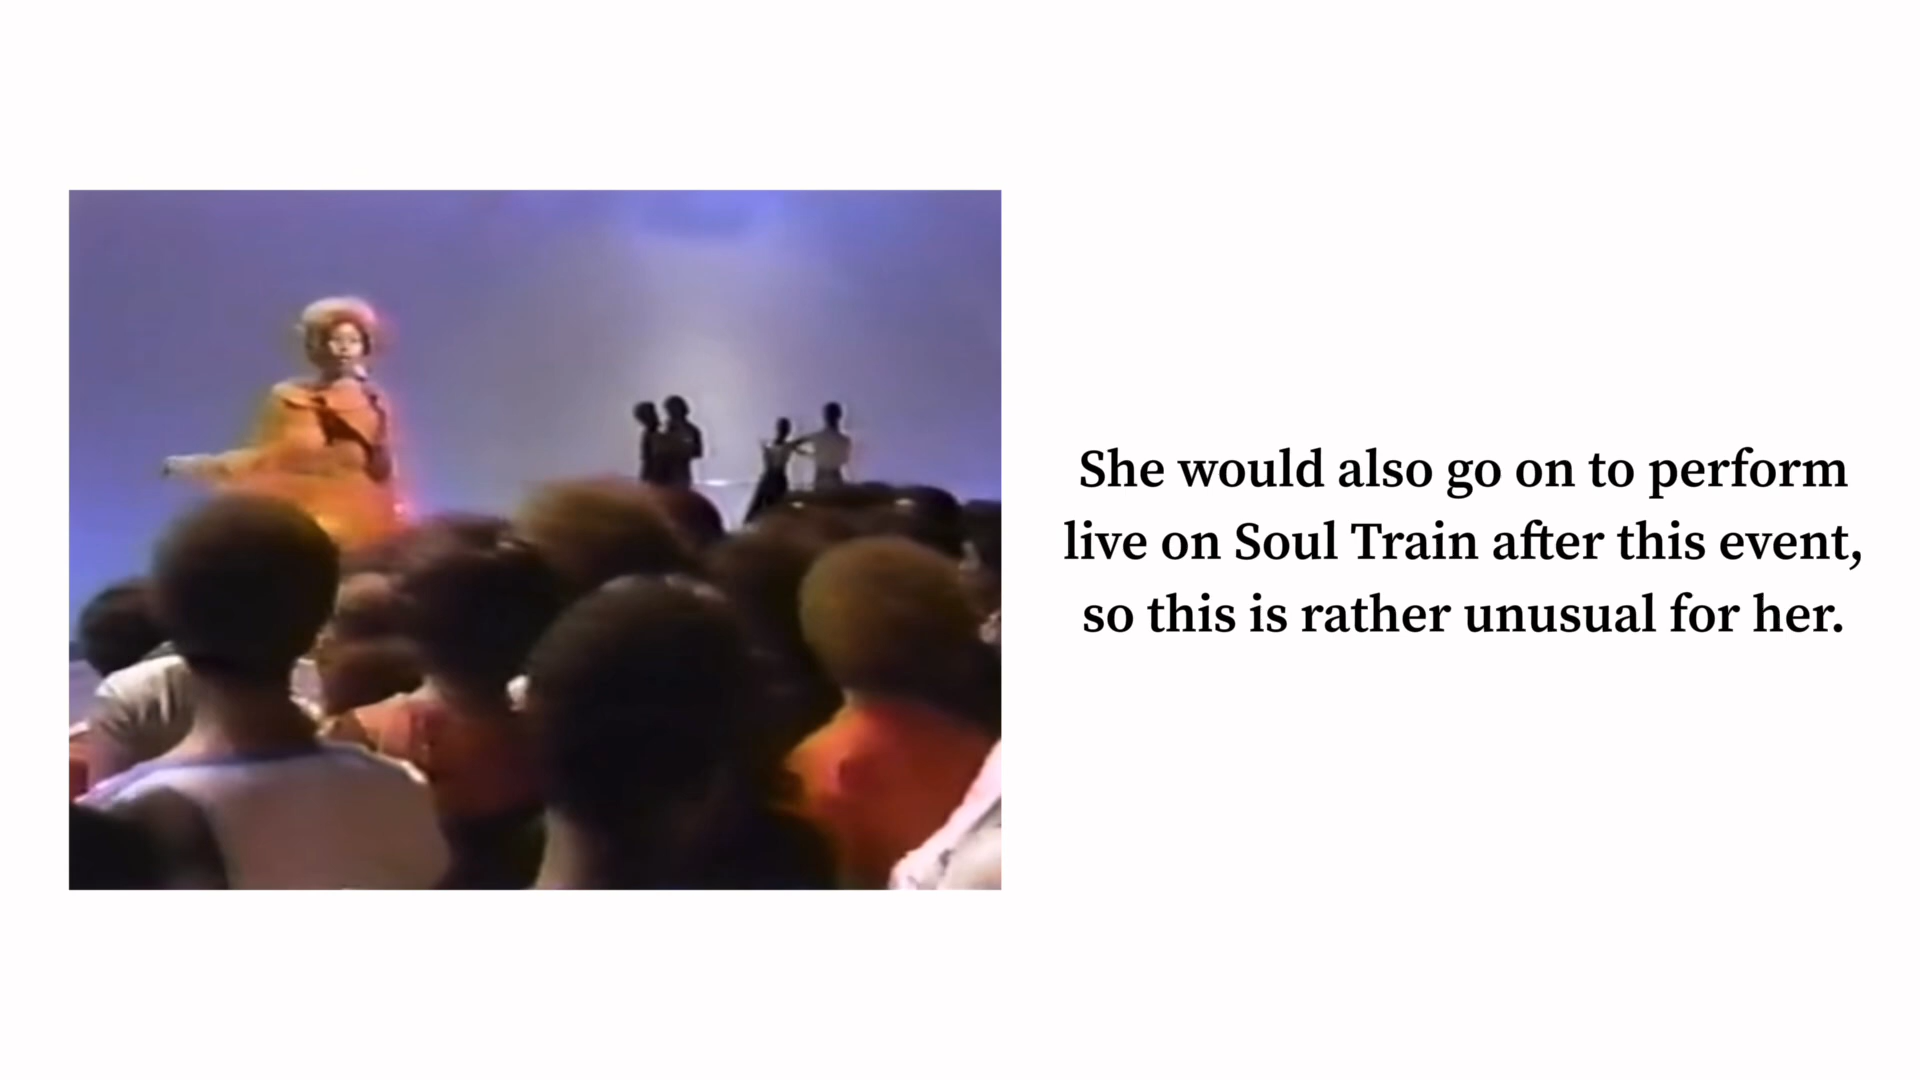 She would also go on to perform
live on Soul Train after this event,
so this is rather unusual for her.